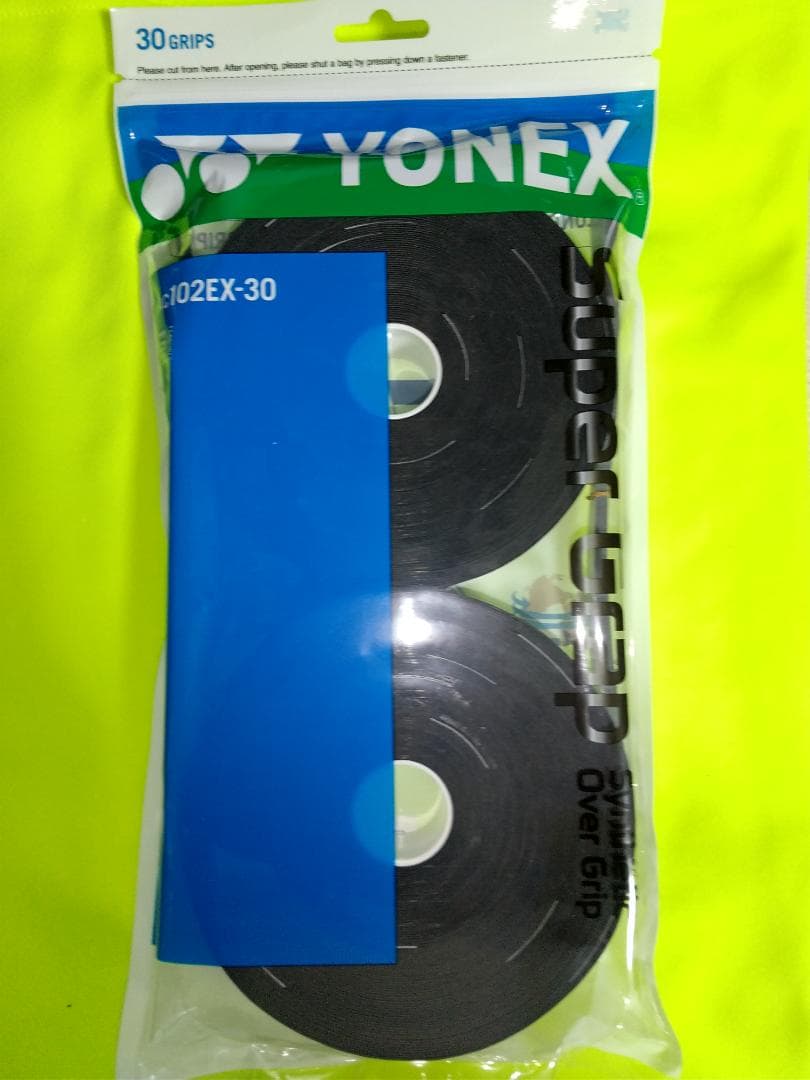 30 GRIPS
Please cut from here. After opening, please shut a bag by pressing down a fastener.
YONEX
102EX-30
Super Grap
Synthetic
Over Grip